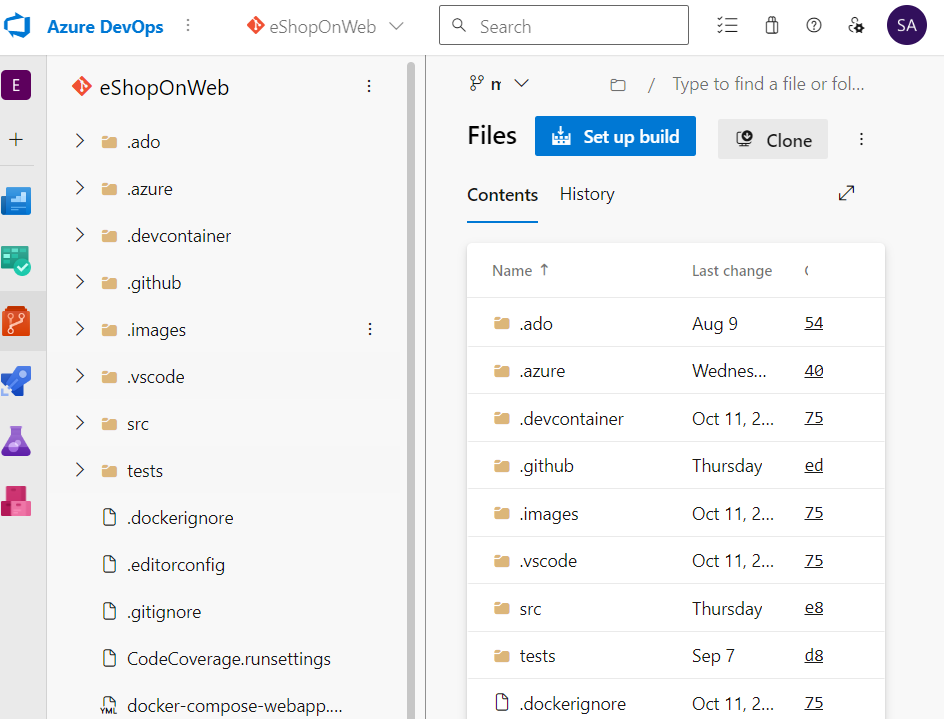 Azure DevOps
eShopOnWeb
Search
SA
E
eShopOnWeb
.ado
.azure
.devcontainer
.github
.images
.vscode
src
tests
.dockerignore
.editorconfig
.gitignore
CodeCoverage.runsettings
YML docker-compose-webapp....
/ Type to find a file or fol...
Files
Set up build
Clone
Contents
History
Name ↑ Last change
.ado Aug 9 54
.azure Wednes... 40
.devcontainer Oct 11, 2... 75
.github Thursday ed
.images Oct 11, 2... 75
.vscode Oct 11, 2... 75
src Thursday e8
tests Sep 7 d8
.dockerignore Oct 11, 2... 75